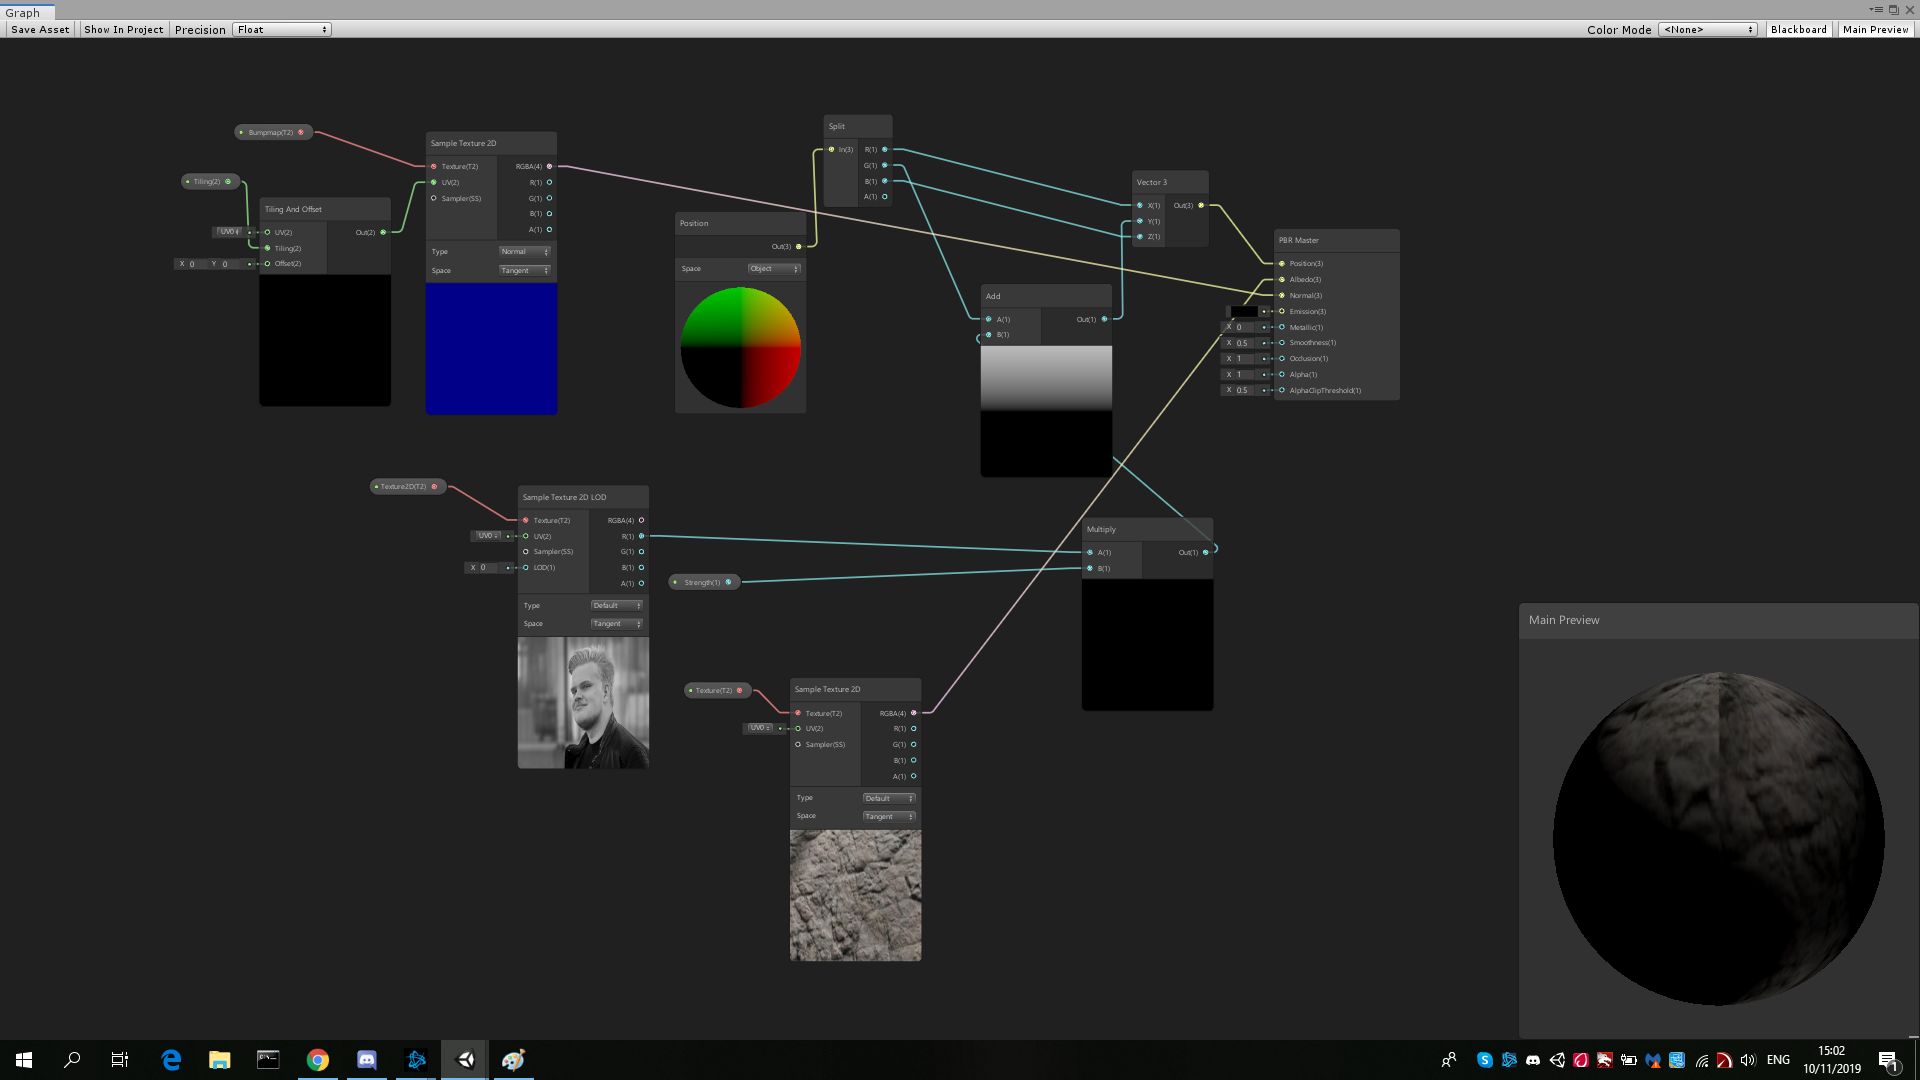 Graph
Save Asset
Show In Project
Precision
Float
Color Mode
<None>
Blackboard
Main Preview
Bumpmap(T2)
Tiling(2)
Tiling And Offset
UV0
UV(2)
Out(2)
Tiling(2)
X 0 Y 0
Offset(2)
Sample Texture 2D
Texture(T2)
RGBA(4)
UV(2)
R(1)
Sampler(SS)
G(1)
B(1)
A(1)
Type
Normal
Space
Tangent
Position
Out(3)
Space
Object
Split
In(3)
R(1)
G(1)
B(1)
A(1)
Add
A(1)
Out(1)
B(1)
Vector 3
X(1)
Out(3)
Y(1)
Z(1)
PBR Master
Position(3)
Albedo(3)
Normal(3)
Emission(3)
X 0
Metallic(1)
X 0.5
Smoothness(1)
X 1
Occlusion(1)
X 1
Alpha(1)
X 0.5
AlphaClipThreshold(1)
Texture2D(T2)
Sample Texture 2D LOD
Texture(T2)
RGBA(4)
UV0
UV(2)
R(1)
Sampler(SS)
G(1)
X 0
LOD(1)
B(1)
A(1)
Type
Default
Space
Tangent
Strength(1)
Multiply
A(1)
Out(1)
B(1)
Texture(T2)
Sample Texture 2D
Texture(T2)
RGBA(4)
UV0
UV(2)
R(1)
Sampler(SS)
G(1)
B(1)
A(1)
Type
Default
Space
Tangent
Main Preview
ENG
15:02
10/11/2019
1